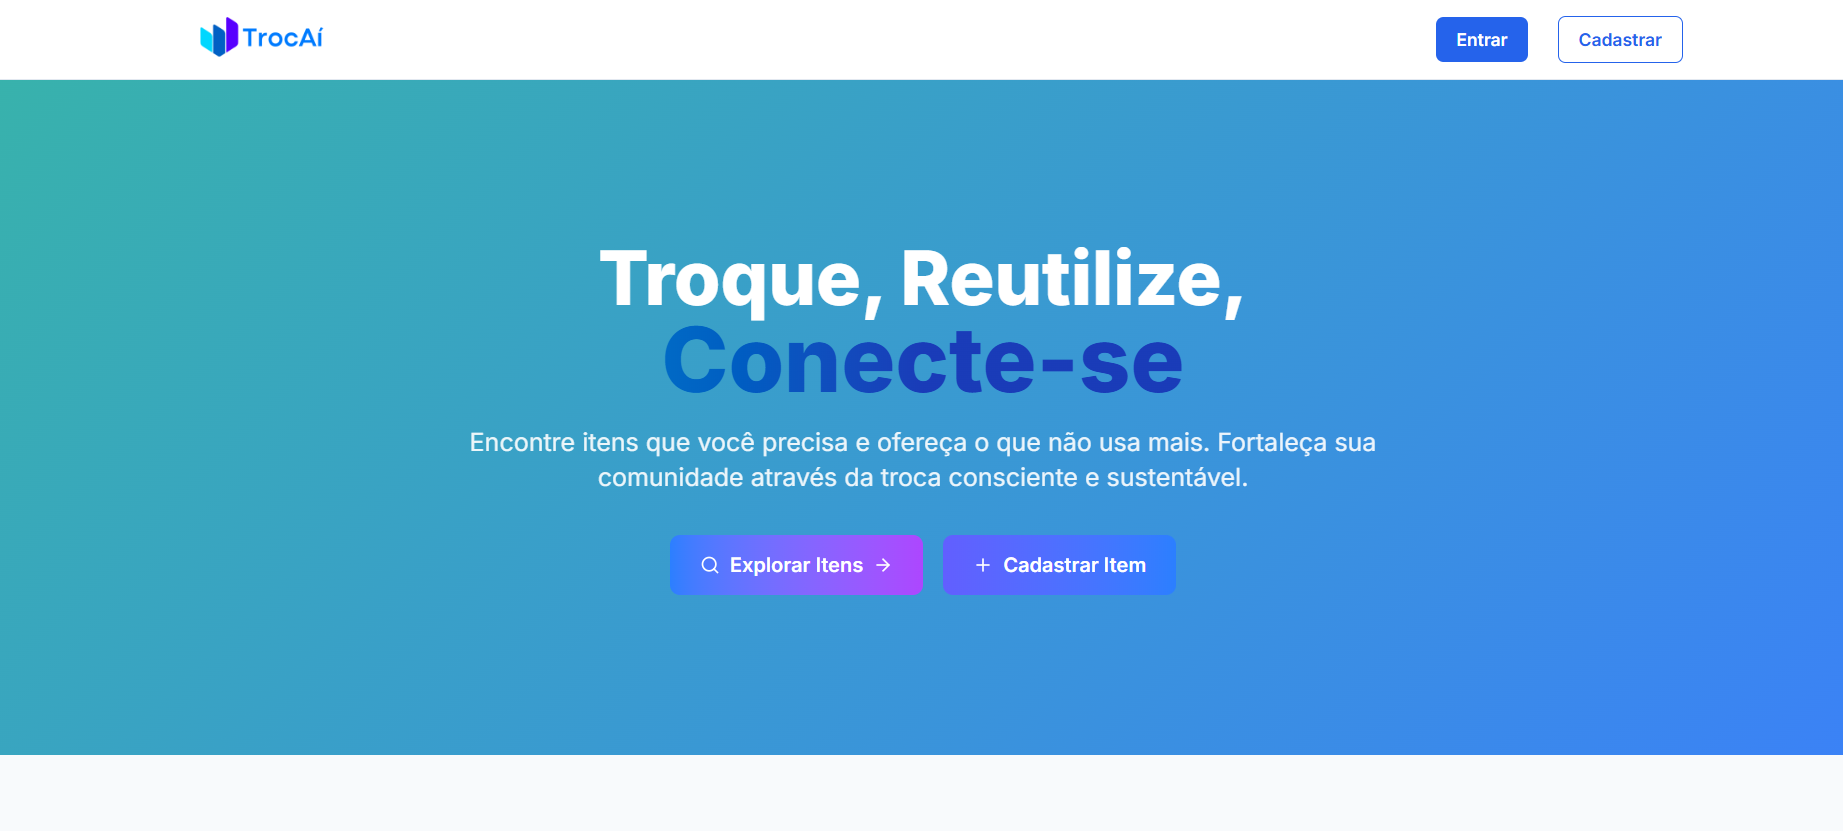 TrocAí
Entrar
Cadastrar
Troque, Reutilize,
Conecte-se
Encontre itens que você precisa e ofereça o que não usa mais. Fortaleça sua
comunidade através da troca consciente e sustentável.
Explorar Itens
Cadastrar Item